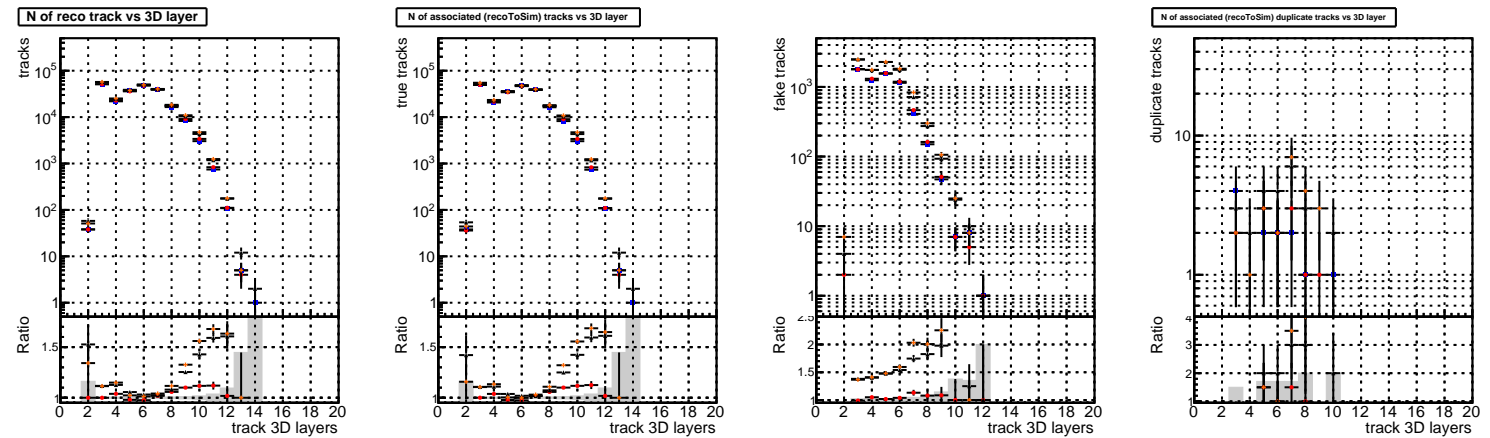 N of reco track vs 3D layer
N of associated (recoToSim) tracks vs 3D layer
N of associated (recoToSim) duplicate tracks vs 3D layer
tracks
10^5
10^4
10^3
10^2
10
1
Ratio
1.5
1
0 2 4 6 8 10 12 14 16 18 20
track 3D layers
true tracks
10^5
10^4
10^3
10^2
10
1
Ratio
1.5
1
0 2 4 6 8 10 12 14 16 18 20
track 3D layers
fake tracks
10^3
10^2
10
1
Ratio
2.5
2
1.5
1
0 2 4 6 8 10 12 14 16 18 20
track 3D layers
duplicate tracks
10
1
Ratio
4
3
2
1
0 2 4 6 8 10 12 14 16 18 20
track 3D layers